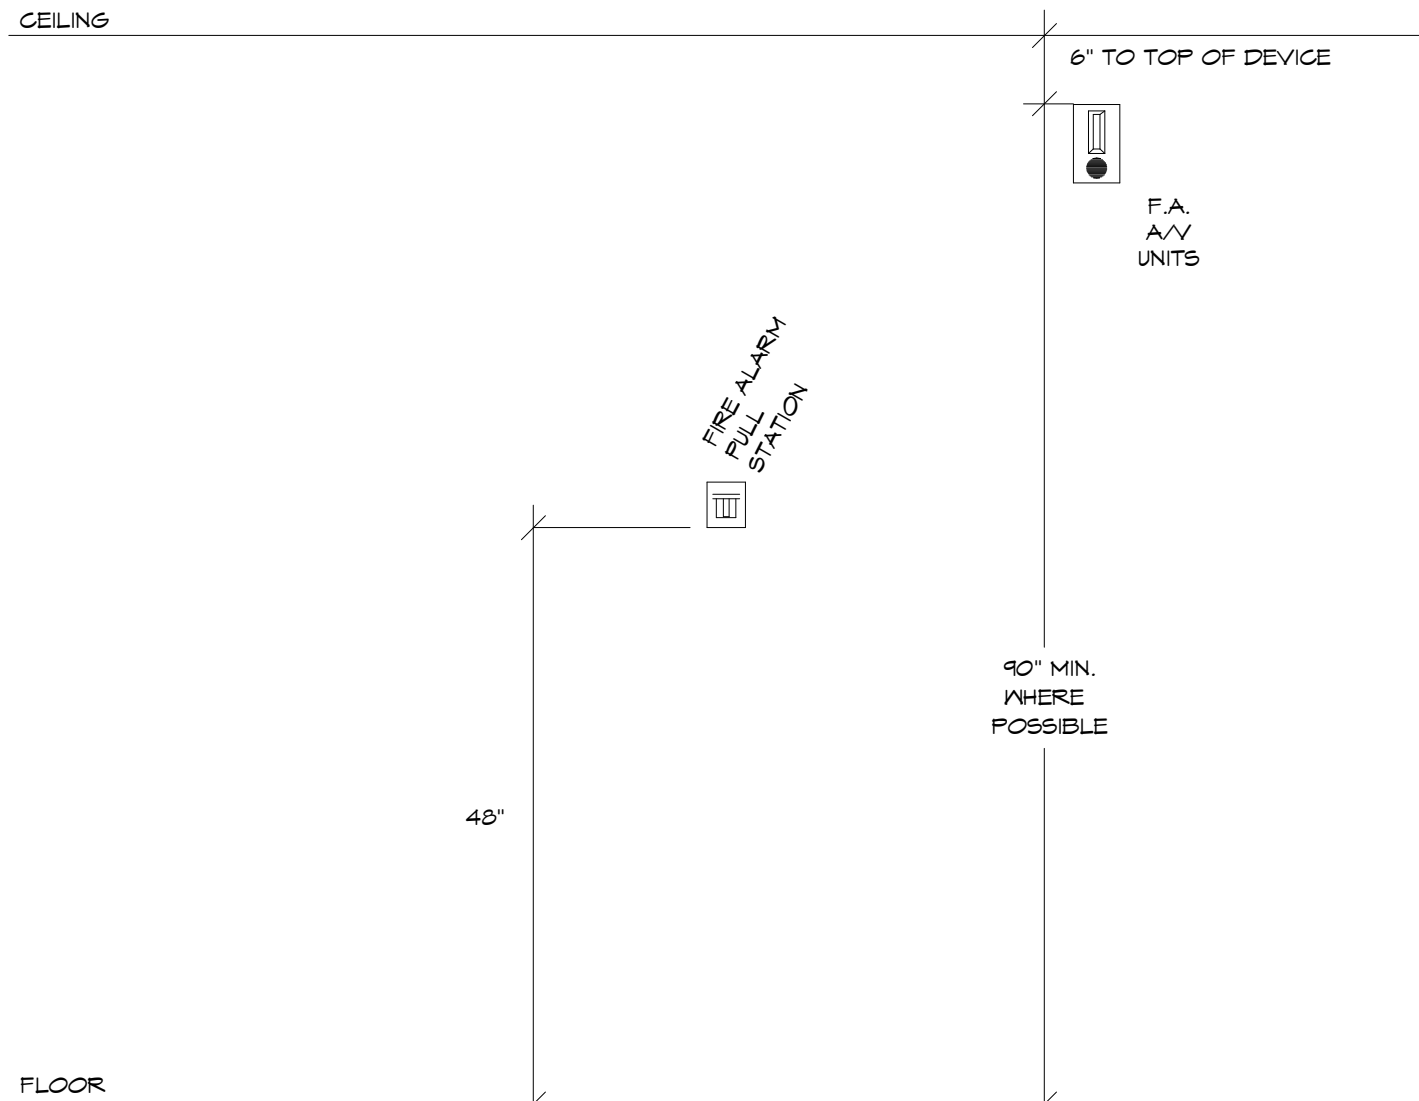 CEILING
6" TO TOP OF DEVICE
F.A.
A/V
UNITS
FIRE ALARM
PULL
STATION
90" MIN.
WHERE
POSSIBLE
48"
FLOOR